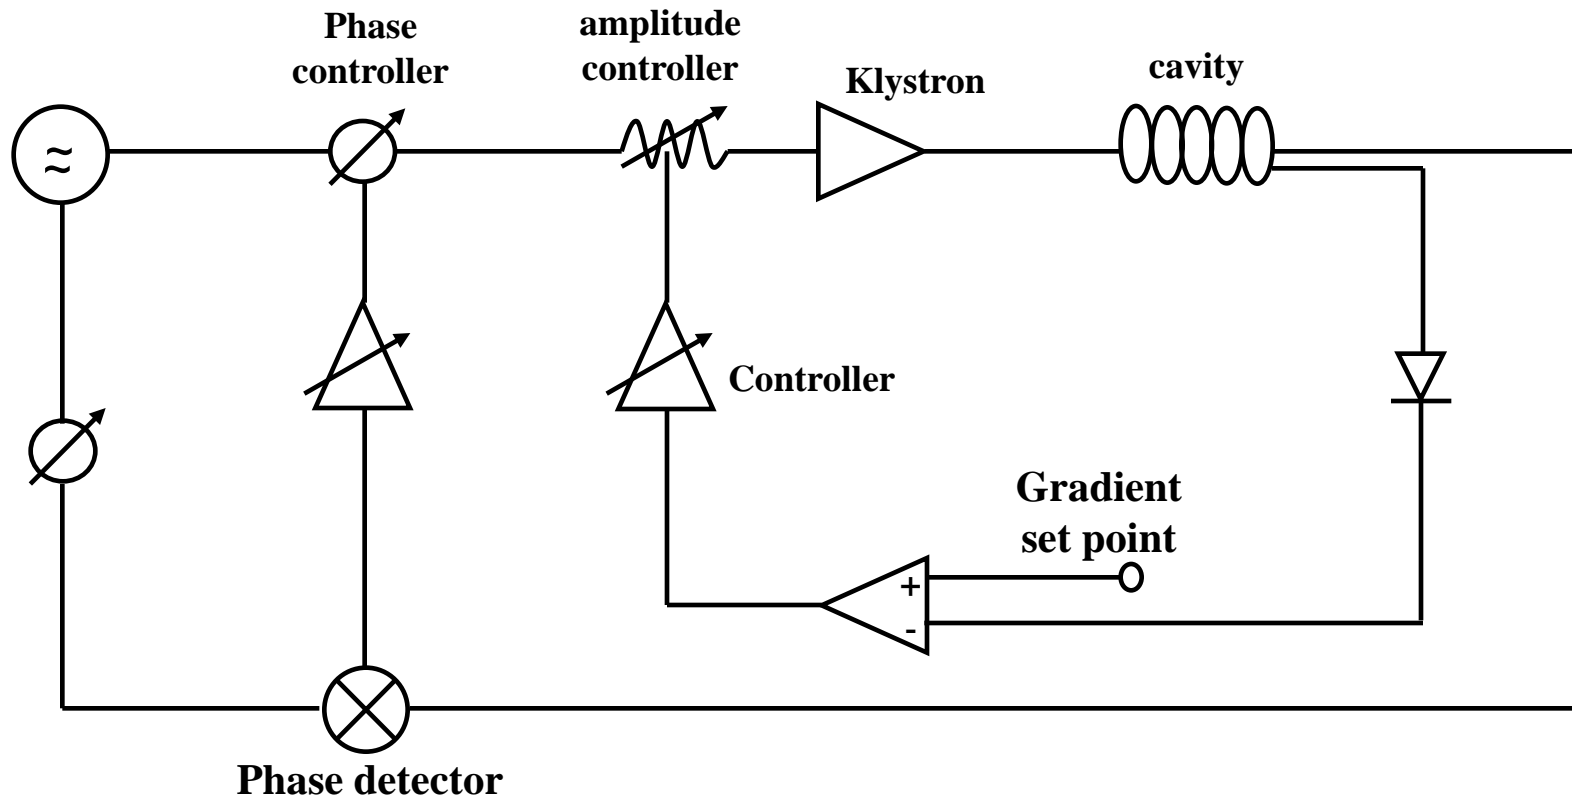 Phase
controller
amplitude
controller
Klystron
cavity
≈
Controller
Gradient
set point
+
-
Phase detector